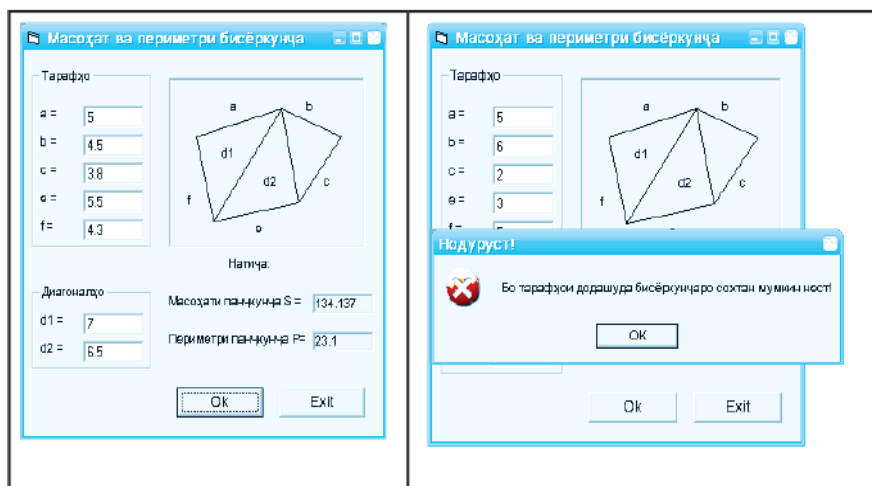 Масоҳат ва периметри бисёркунҷа
Тарафҳо
a = 5
b = 4.5
c = 3.8
e = 5.5
f = 4.3
a
b
d1
d2
c
f
e
Натиҷа:
Диагоналҳо
d1 = 7
d2 = 6.5
Масоҳати панҷкунҷа S = 134.137
Периметри панҷкунҷа P= 23.1
Ok
Exit
Масоҳат ва периметри бисёркунҷа
Тарафҳо
a = 5
b = 6
c = 2
e = 3
f =
a
b
d1
d2
c
f
Нодуруст!
Бо тарафҳои додашуда бисёркунҷаро сохтан мумкин нест!
OK
Ok
Exit